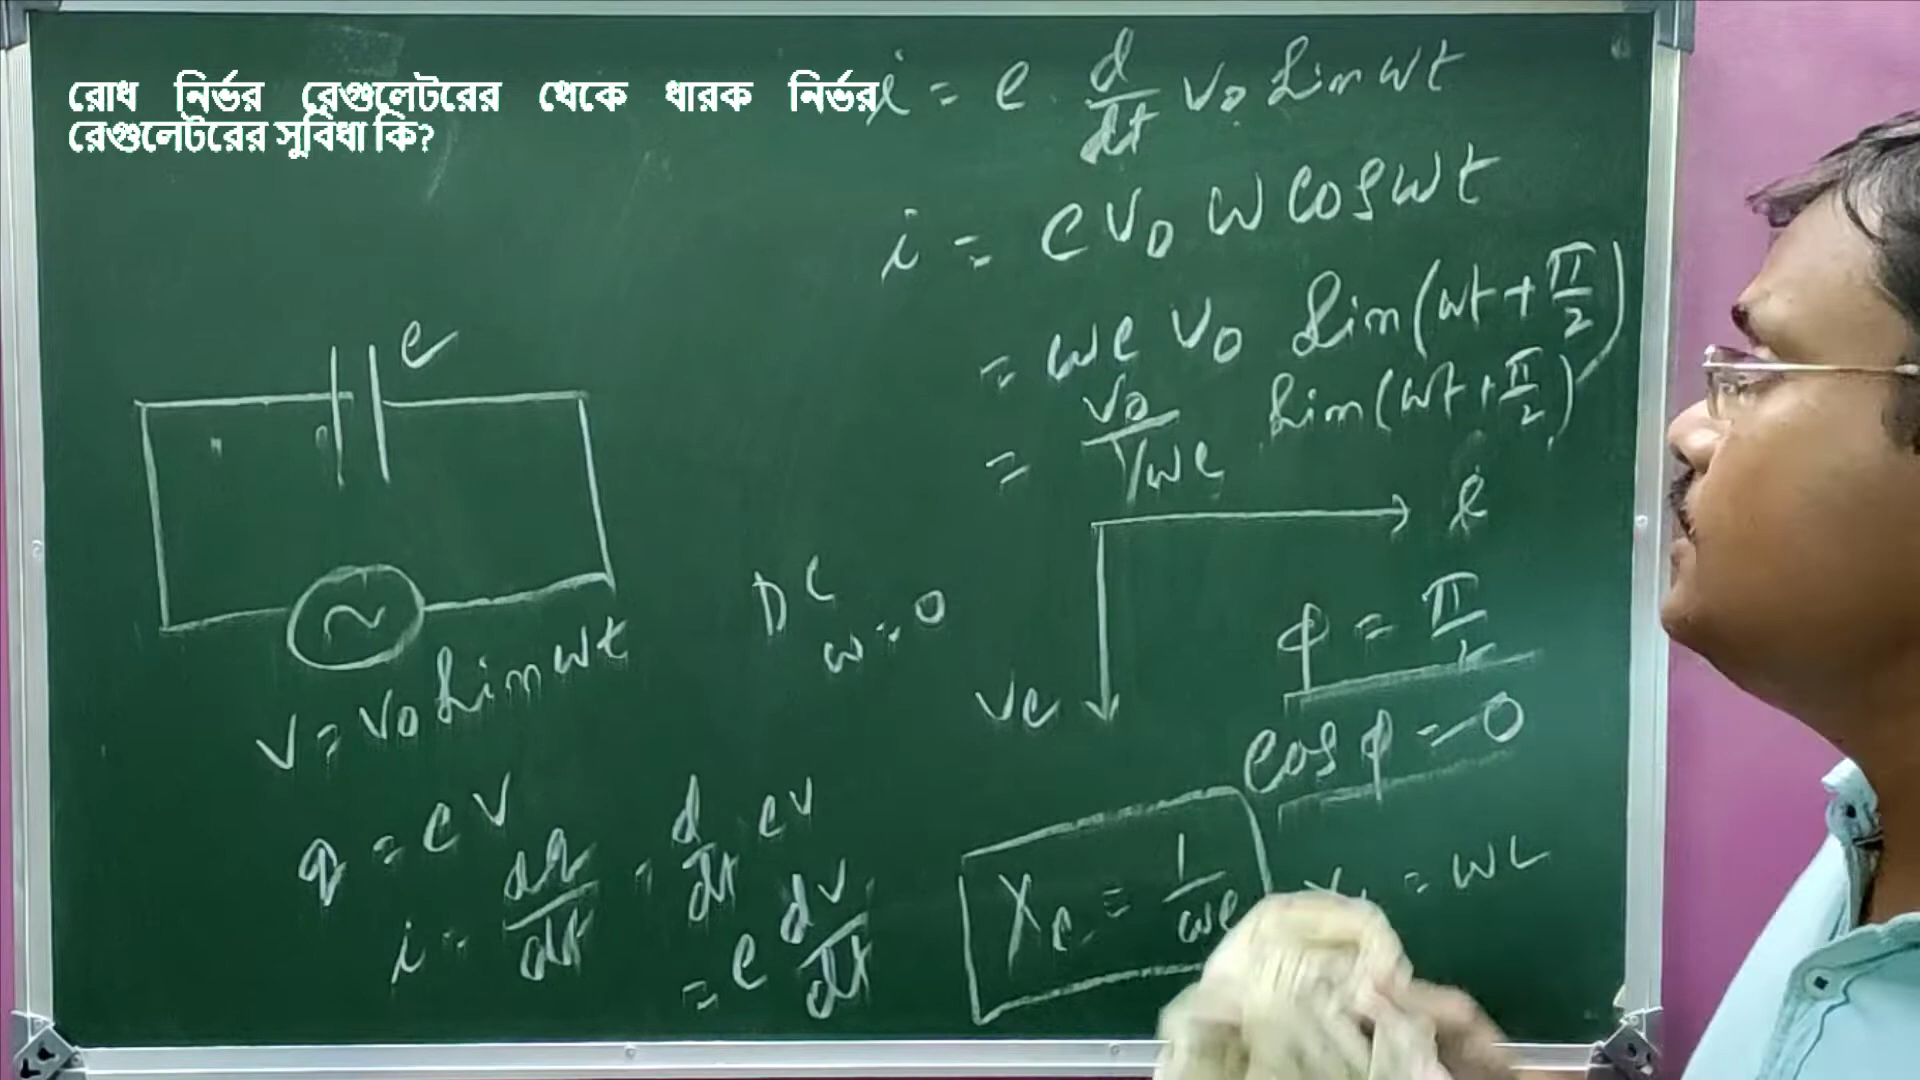 রোধ নির্ভর রেগুলেটরের থেকে ধারক নির্ভর
রেগুলেটরের সুবিধা কি?
i = c · d/dt V₀ Sin wt
i = c V₀ w cos wt
= wc V₀ Sin(wt + π/2)
= V₀/1/wc Sin(wt + π/2)
c
~
V = V₀ Sin wt
DC
w = 0
i
Vc
φ = π/2
cos φ = 0
q = cV
i = dq/dt = d/dt cV
= c dv/dt
Xc = 1/wc
= wL